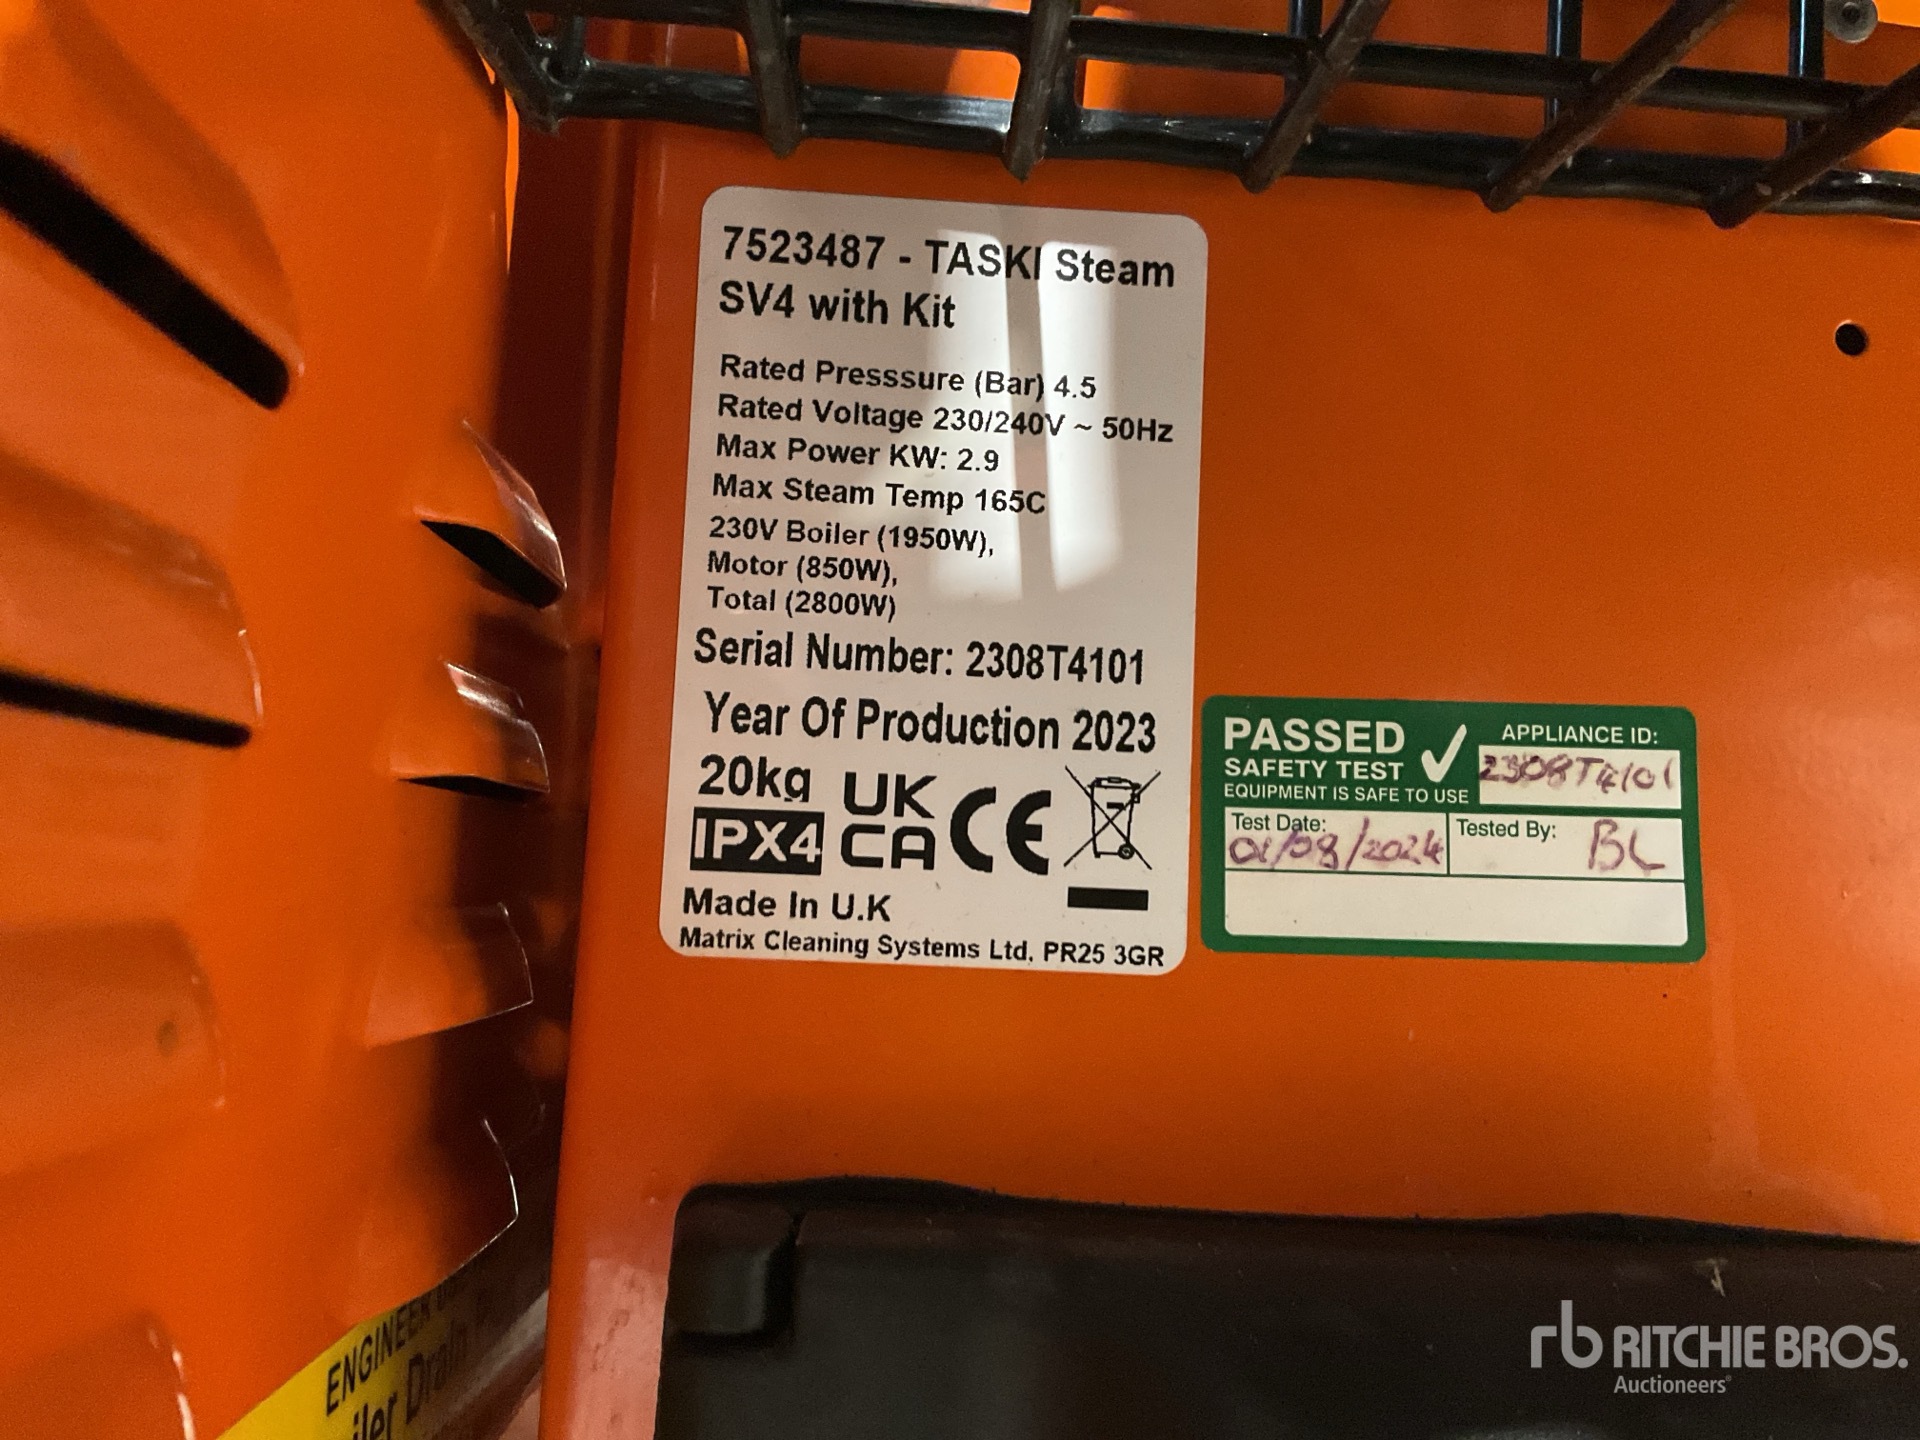 7523487 - TASKI Steam
SV4 with Kit
Rated Presssure (Bar) 4.5
Rated Voltage 230/240V ~ 50Hz
Max Power KW: 2.9
Max Steam Temp 165C
230V Boiler (1950W),
Motor (850W),
Total (2800W)
Serial Number: 2308T4101
Year Of Production 2023
20kg
IPX4
UK
CA
CE
Made In U.K
Matrix Cleaning Systems Ltd, PR25 3GR
PASSED
SAFETY TEST
EQUIPMENT IS SAFE TO USE
APPLIANCE ID:
2308T4101
Test Date:
01/08/2024
Tested By: BL
ENGINEER
Drain
rb RITCHIE BROS.
Auctioneers